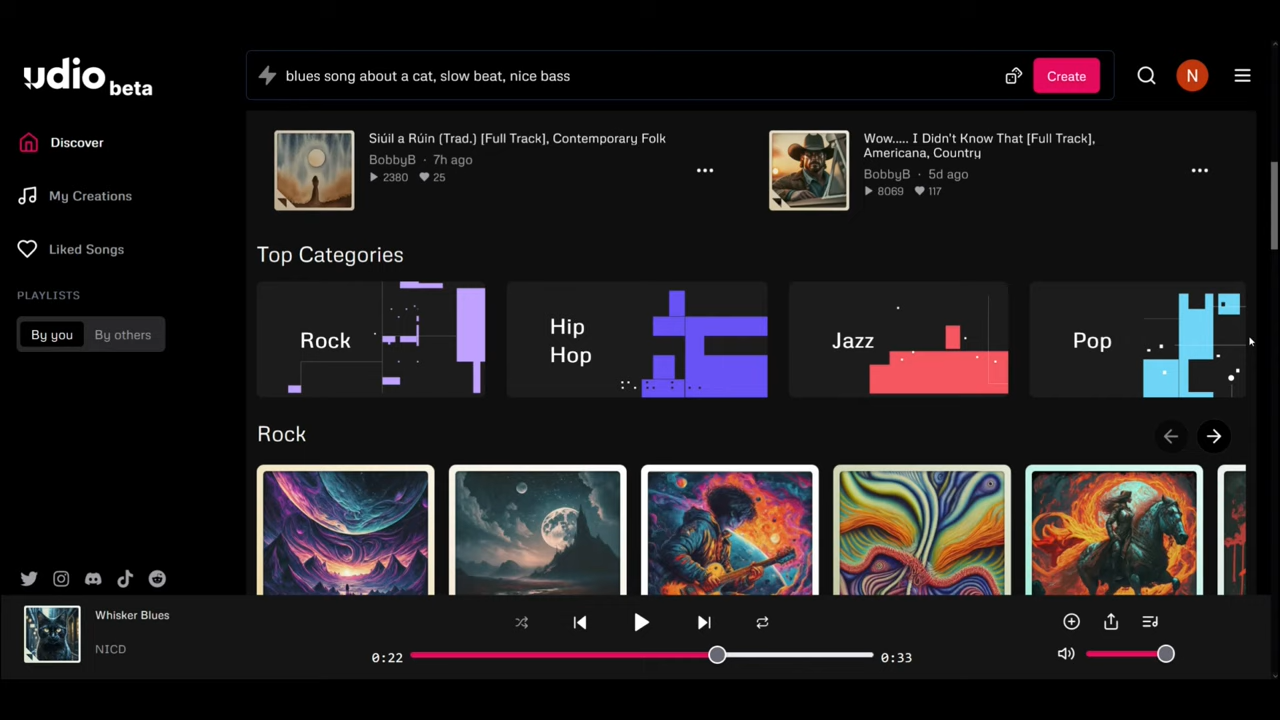 udio beta
blues song about a cat, slow beat, nice bass
Create
N
Discover
My Creations
Liked Songs
PLAYLISTS
By you
By others
Siúil a Rúin (Trad.) [Full Track], Contemporary Folk
BobbyB · 7h ago
2380
25
Wow..... I Didn't Know That [Full Track],
Americana, Country
BobbyB · 5d ago
8069
117
Top Categories
Rock
Hip
Hop
Jazz
Pop
Rock
Whisker Blues
NICD
0:22
0:33